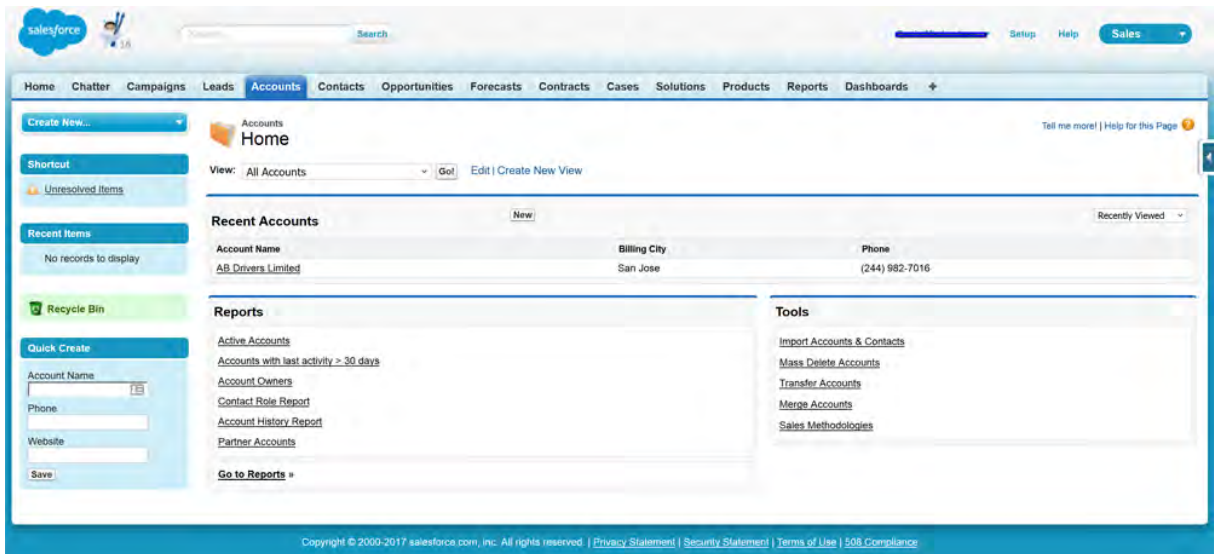 salesforce
18
Search... Search
Setup Help Sales
Home Chatter Campaigns Leads Accounts Contacts Opportunities Forecasts Contracts Cases Solutions Products Reports Dashboards +
Create New...
Accounts
Home
Tell me more! | Help for this Page
View: All Accounts Go! Edit | Create New View
Shortcut
Unresolved Items
Recent Items
No records to display
Recycle Bin
Quick Create
Account Name
Phone
Website
Save
Recent Accounts New Recently Viewed
Account Name Billing City Phone
AB Drivers Limited San Jose (244) 982-7016
Reports
Active Accounts
Accounts with last activity > 30 days
Account Owners
Contact Role Report
Account History Report
Partner Accounts
Go to Reports »
Tools
Import Accounts & Contacts
Mass Delete Accounts
Transfer Accounts
Merge Accounts
Sales Methodologies
Copyright © 2000-2017 salesforce.com, inc. All rights reserved. | Privacy Statement | Security Statement | Terms of Use | 508 Compliance